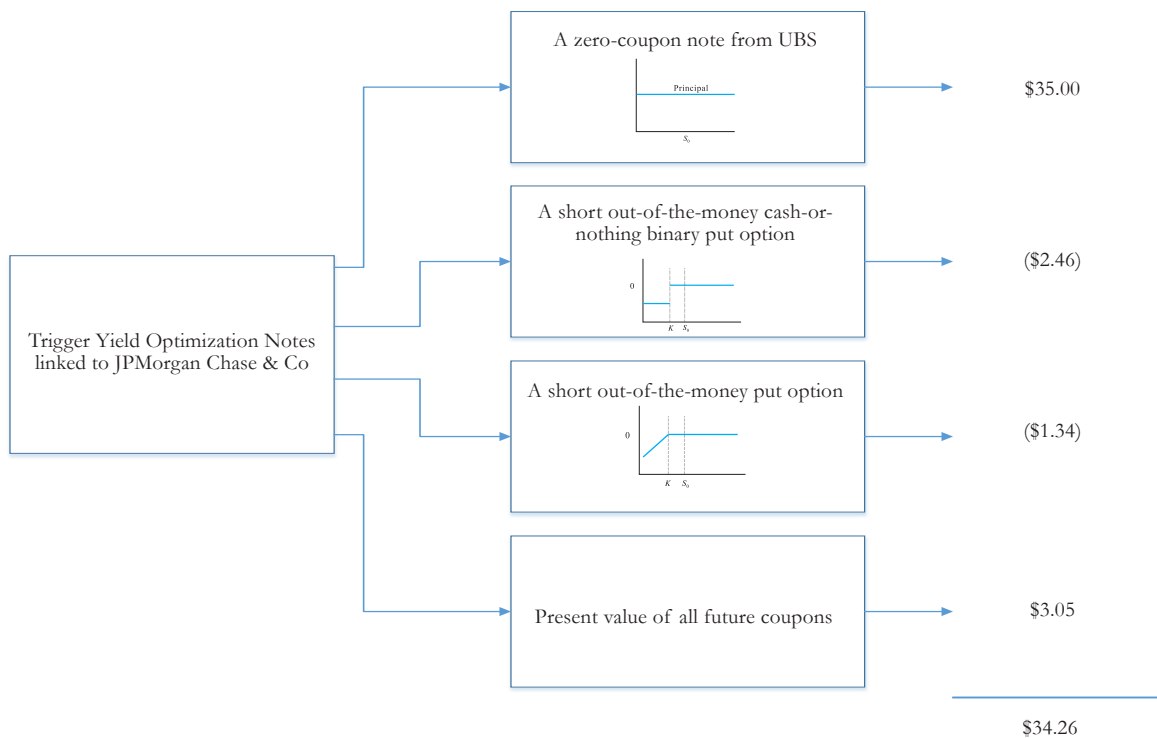 A zero-coupon note from UBS
Principal
S₀
$35.00
A short out-of-the-money cash-or-
nothing binary put option
0
K
S₀
($2.46)
Trigger Yield Optimization Notes
linked to JPMorgan Chase & Co
A short out-of-the-money put option
0
K
S₀
($1.34)
Present value of all future coupons
$3.05
$34.26